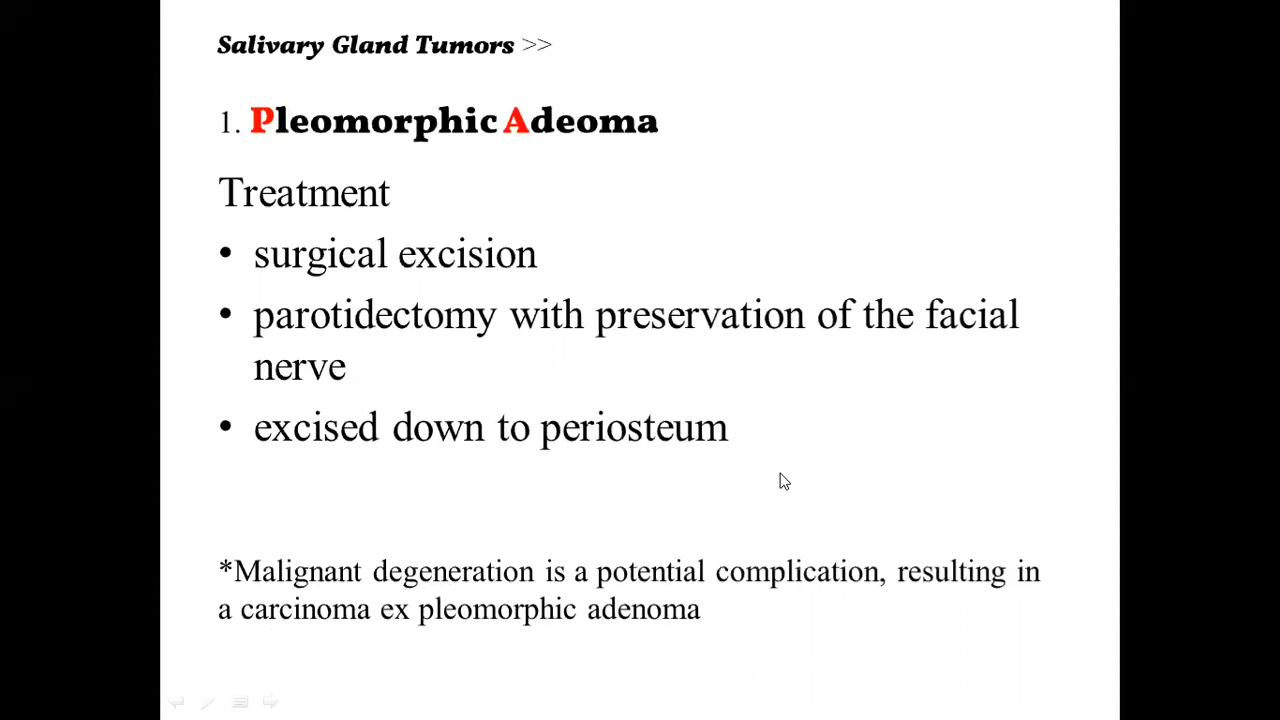 Salivary Gland Tumors >>
1. Pleomorphic Adeoma
Treatment
• surgical excision
• parotidectomy with preservation of the facial
nerve
• excised down to periosteum
*Malignant degeneration is a potential complication, resulting in
a carcinoma ex pleomorphic adenoma